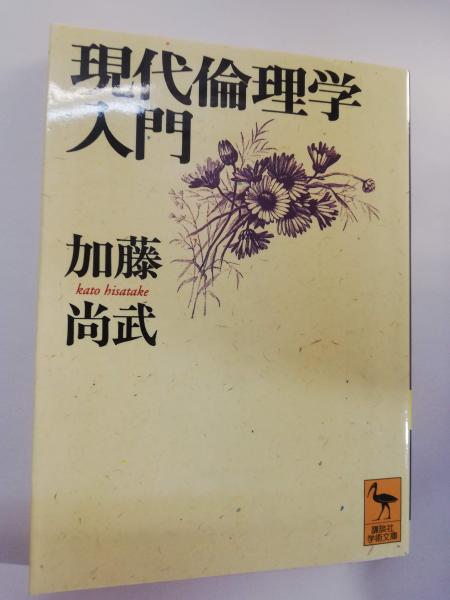 現代倫理学
入門
加藤
kato hisatake
尚武
講談社
学術文庫